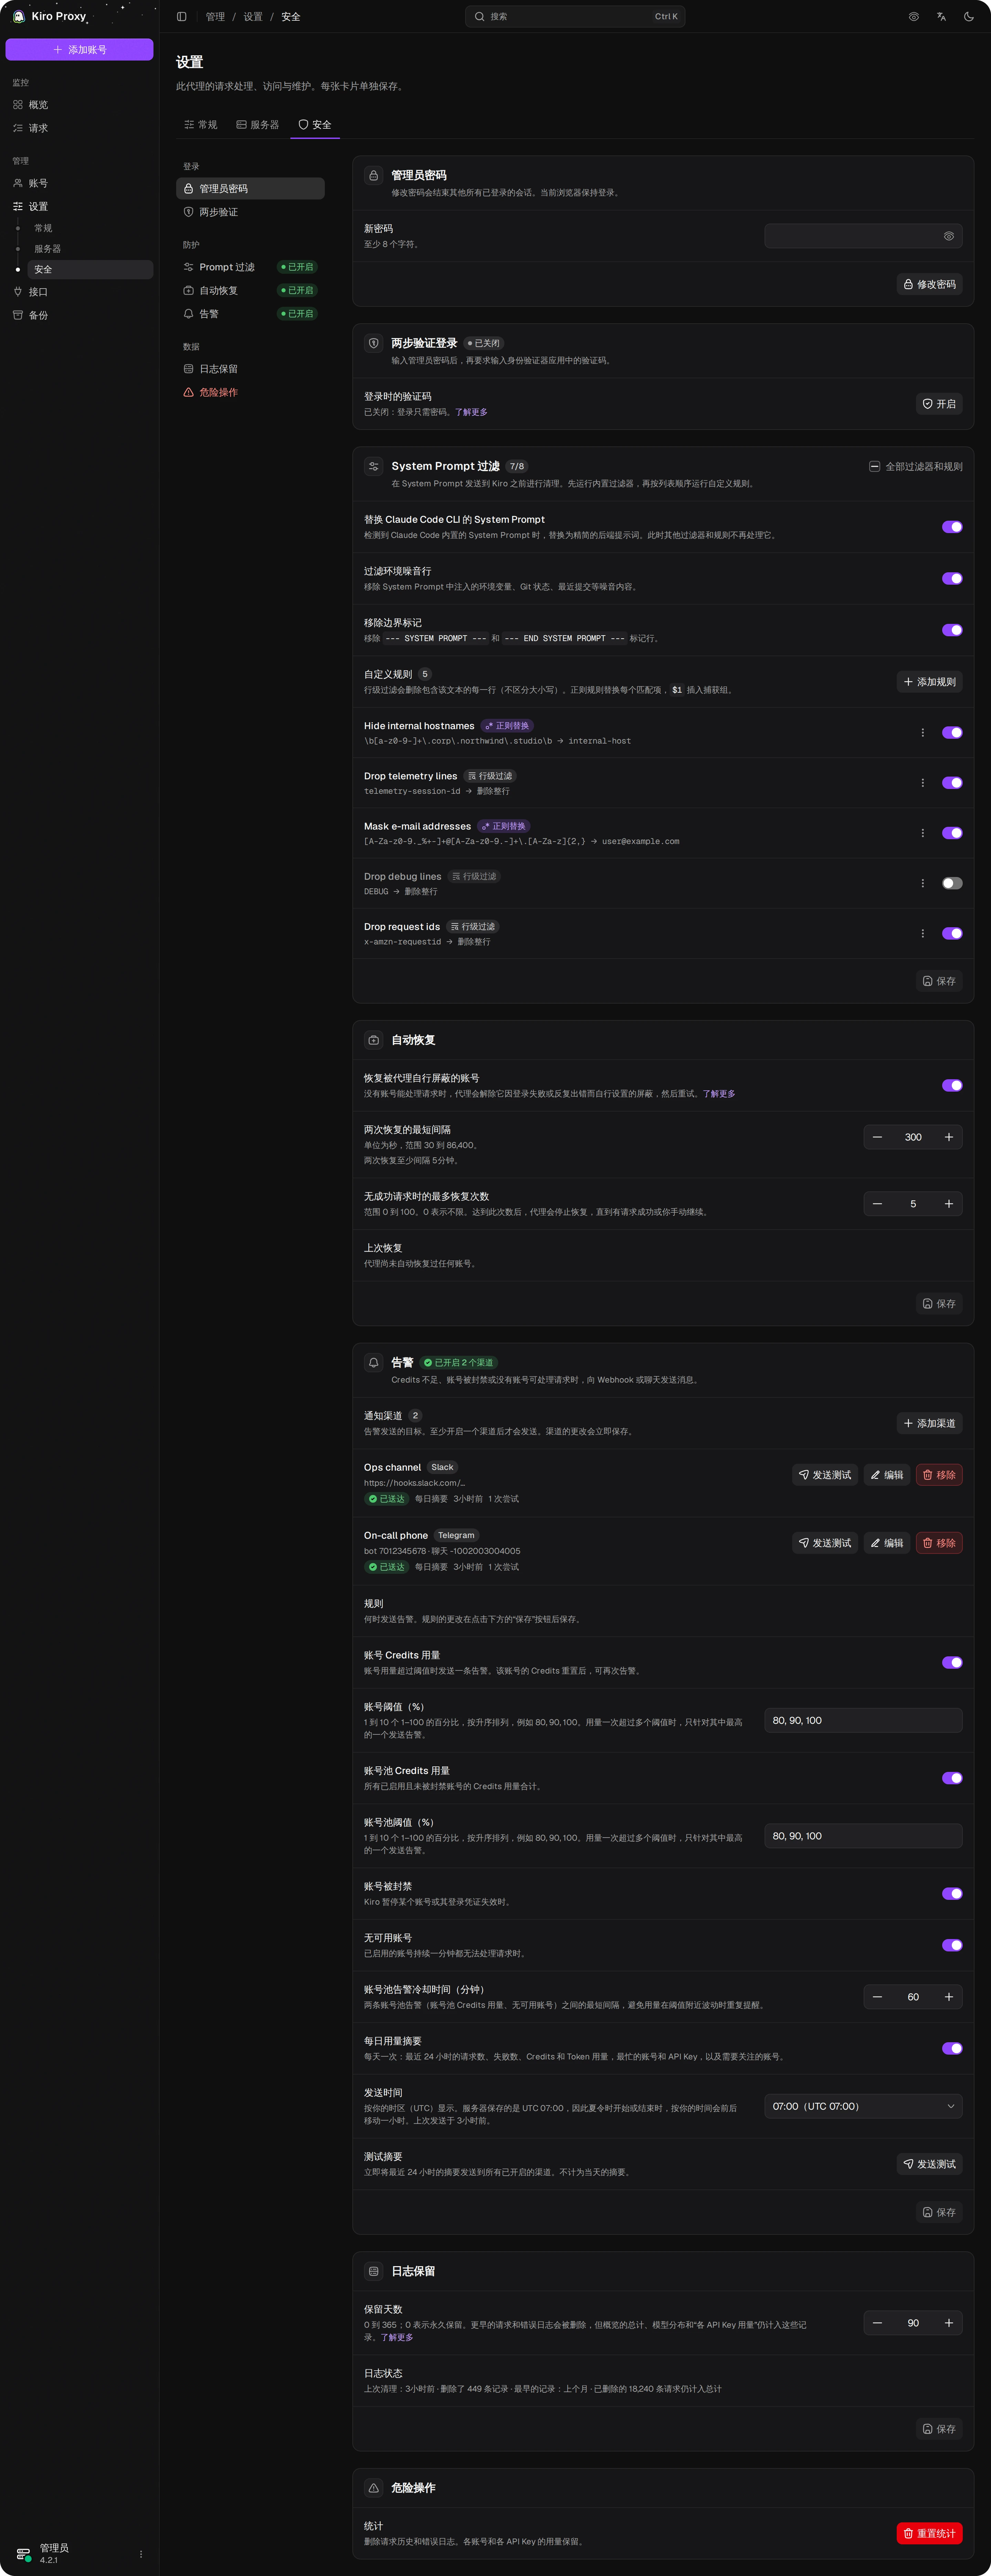 Kiro Proxy
添加账号
监控
概览
请求
管理
账号
设置
常规
服务器
安全
接口
备份
管理员
4.2.1
管理 / 设置 / 安全
搜索 Ctrl K
设置
此代理的请求处理、访问与维护。每张卡片单独保存。
常规 服务器 安全
登录
管理员密码
两步验证
防护
Prompt 过滤 已开启
自动恢复 已开启
告警 已开启
数据
日志保留
危险操作
管理员密码
修改密码会结束其他所有已登录的会话。当前浏览器保持登录。
新密码
至少 8 个字符。
修改密码
两步验证登录 已关闭
输入管理员密码后，再要求输入身份验证器应用中的验证码。
登录时的验证码
已关闭：登录只需密码。了解更多
开启
System Prompt 过滤 7/8
全部过滤器和规则
在 System Prompt 发送到 Kiro 之前进行清理。先运行内置过滤器，再按列表顺序运行自定义规则。
替换 Claude Code CLI 的 System Prompt
检测到 Claude Code 内置的 System Prompt 时，替换为精简的后端提示词。此时其他过滤器和规则不再处理它。
过滤环境噪音行
移除 System Prompt 中注入的环境变量、Git 状态、最近提交等噪音内容。
移除边界标记
移除 --- SYSTEM PROMPT --- 和 --- END SYSTEM PROMPT --- 标记行。
自定义规则 5
行级过滤会删除包含该文本的每一行（不区分大小写）。正则规则替换每个匹配项，$1 插入捕获组。
添加规则
Hide internal hostnames 正则替换
\b[a-z0-9-]+\.corp\.northwind\.studio\b → internal-host
Drop telemetry lines 行级过滤
telemetry-session-id → 删除整行
Mask e-mail addresses 正则替换
[A-Za-z0-9._%+-]+@[A-Za-z0-9.-]+\.[A-Za-z]{2,} → user@example.com
Drop debug lines 行级过滤
DEBUG → 删除整行
Drop request ids 行级过滤
x-amzn-requestid → 删除整行
保存
自动恢复
恢复被代理自行屏蔽的账号
没有账号能处理请求时，代理会解除它因登录失败或反复出错而自行设置的屏蔽，然后重试。了解更多
两次恢复的最短间隔
单位为秒，范围 30 到 86,400。
两次恢复至少间隔 5分钟。
300
无成功请求时的最多恢复次数
范围 0 到 100。0 表示不限。达到此次数后，代理会停止恢复，直到有请求成功或你手动继续。
5
上次恢复
代理尚未自动恢复过任何账号。
保存
告警 已开启 2 个渠道
Credits 不足、账号被封禁或没有账号可处理请求时，向 Webhook 或聊天发送消息。
通知渠道 2
告警发送的目标。至少开启一个渠道后才会发送。渠道的更改会立即保存。
添加渠道
Ops channel Slack
https://hooks.slack.com/…
已送达 每日摘要 3小时前 1 次尝试
发送测试 编辑 移除
On-call phone Telegram
bot 7012345678 · 聊天 -1002003004005
已送达 每日摘要 3小时前 1 次尝试
发送测试 编辑 移除
规则
何时发送告警。规则的更改在点击下方的“保存”按钮后保存。
账号 Credits 用量
账号用量超过阈值时发送一条告警。该账号的 Credits 重置后，可再次告警。
账号阈值（%）
1 到 10 个 1–100 的百分比，按升序排列，例如 80, 90, 100。用量一次超过多个阈值时，只针对其中最高
的一个发送告警。
80, 90, 100
账号池 Credits 用量
所有已启用且未被封禁账号的 Credits 用量合计。
账号池阈值（%）
1 到 10 个 1–100 的百分比，按升序排列，例如 80, 90, 100。用量一次超过多个阈值时，只针对其中最高
的一个发送告警。
80, 90, 100
账号被封禁
Kiro 暂停某个账号或其登录凭证失效时。
无可用账号
已启用的账号持续一分钟都无法处理请求时。
账号池告警冷却时间（分钟）
两条账号池告警（账号池 Credits 用量、无可用账号）之间的最短间隔，避免用量在阈值附近波动时重复提醒。
60
每日用量摘要
每天一次：最近 24 小时的请求数、失败数、Credits 和 Token 用量，最忙的账号和 API Key，以及需要关注的账号。
发送时间
按你的时区（UTC）显示。服务器保存的是 UTC 07:00，因此夏令时开始或结束时，按你的时间会前后
移动一小时。上次发送于 3小时前。
07:00（UTC 07:00）
测试摘要
立即将最近 24 小时的摘要发送到所有已开启的渠道。不计为当天的摘要。
发送测试
保存
日志保留
保留天数
0 到 365；0 表示永久保留。更早的请求和错误日志会被删除，但概览的总计、模型分布和“各 API Key 用量”仍计入这些记
录。了解更多
90
日志状态
上次清理：3小时前 · 删除了 449 条记录 · 最早的记录：上个月 · 已删除的 18,240 条请求仍计入总计
保存
危险操作
统计
删除请求历史和错误日志。各账号和各 API Key 的用量保留。
重置统计